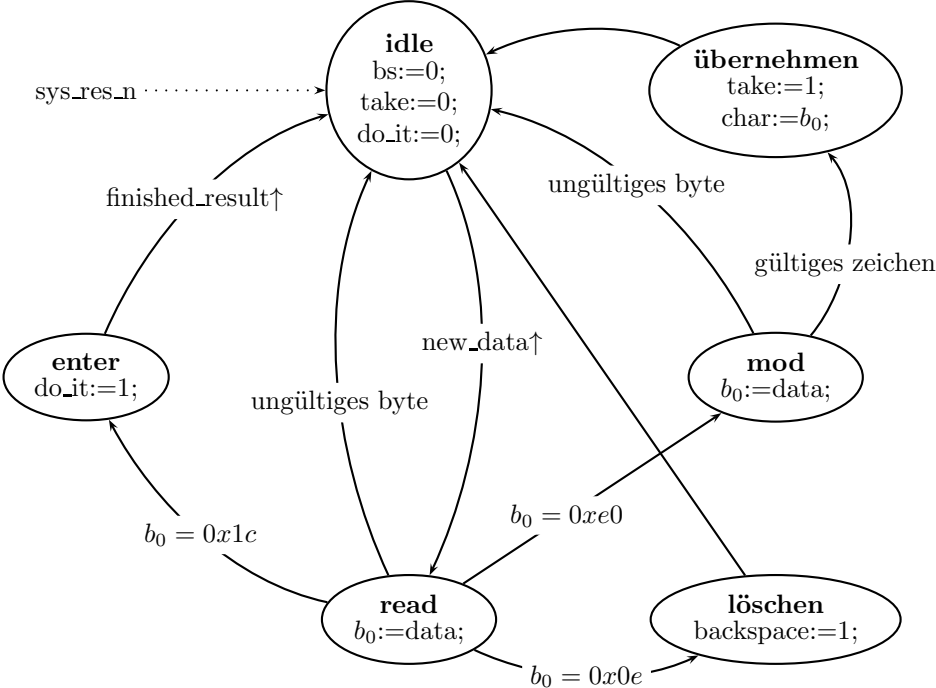 idle
bs:=0;
take:=0;
do_it:=0;
übernehmen
take:=1;
char:=b₀;
sys_res_n
ungültiges byte
finished_result↑
gültiges zeichen
new_data↑
enter
do_it:=1;
mod
b₀:=data;
ungültiges byte
b₀ = 0xe0
b₀ = 0x1c
read
b₀:=data;
löschen
backspace:=1;
b₀ = 0x0e